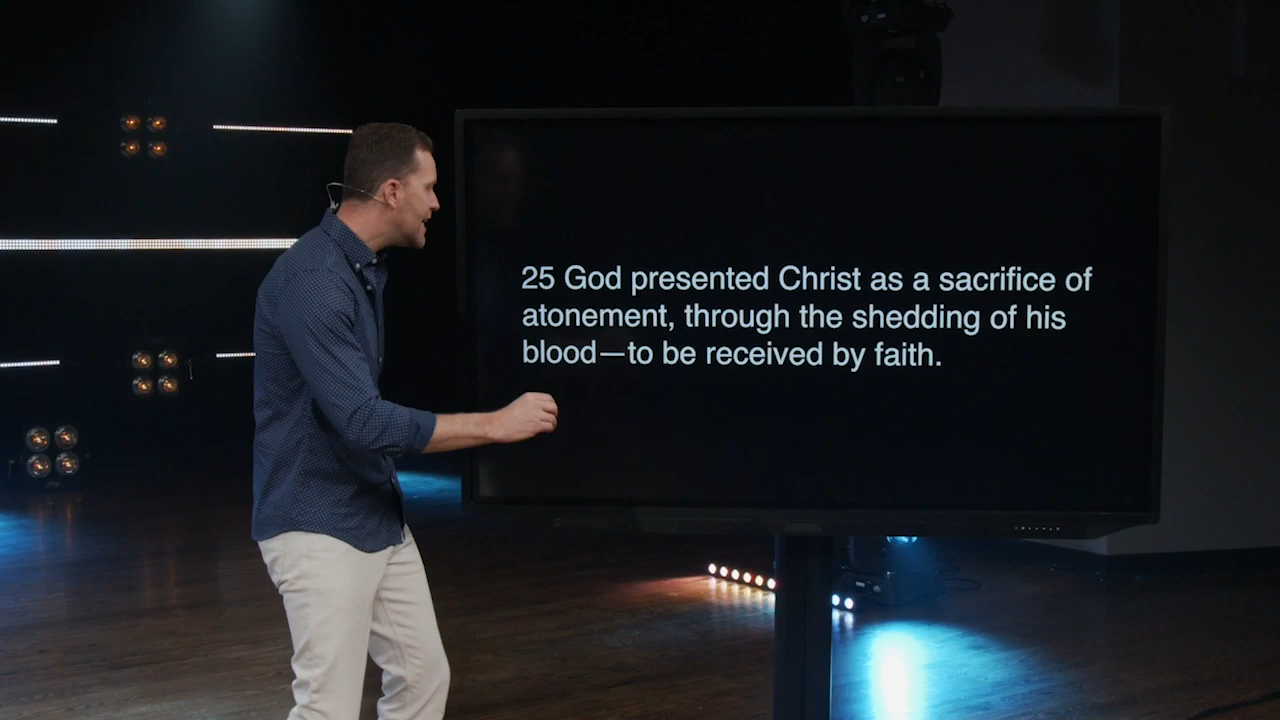 25 God presented Christ as a sacrifice of
atonement, through the shedding of his
blood—to be received by faith.